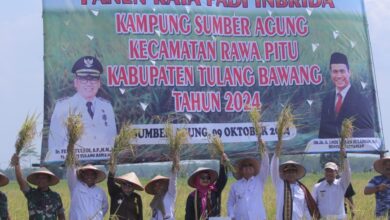 PANEN RAYA PADI INBRIDA
KAMPUNG SUMBER AGUNG
KECAMATAN RAWA PITU
KABUPATEN TULANG BAWANG
TAHUN 2024
SUMBER AGUNG, 09 OKTOBER 2024